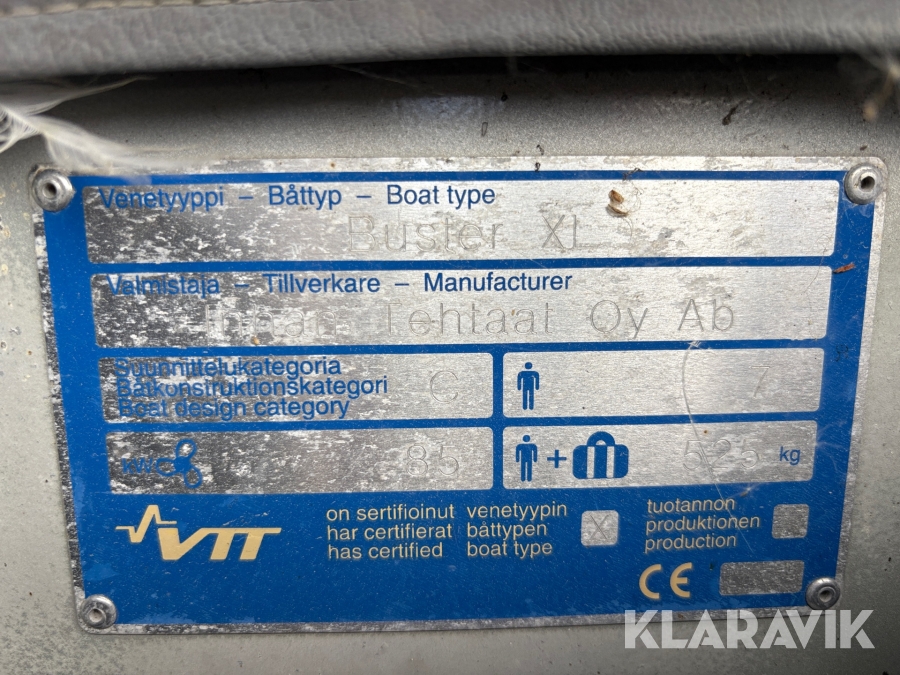 Venetyyppi – Båttyp – Boat type
Buster XL
Valmistaja – Tillverkare – Manufacturer
Tehtaat Oy Ab
Suunnittelukategoria
Båtkonstruktionskategori
Boat design category
C
7
kW
85
+
525 kg
VTT
on sertifioinut venetyypin
har certifierat båttypen
has certified boat type
X
tuotannon
produktionen
production
CE
KLARAVIK